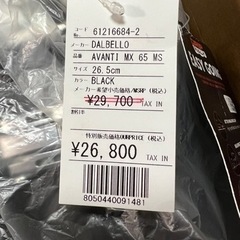 コード 61216684-2
メーカー DALBELLO
品番 AVANTI MX 65 MS
サイズ 26.5cm
カラー BLACK
メーカー希望小売価格/MSRP (税込)
¥29,700 TAX IN
割引率
特別販売価格/OURPRICE (税込)
¥26,800 TAX IN
8050440091481
EASY GOING